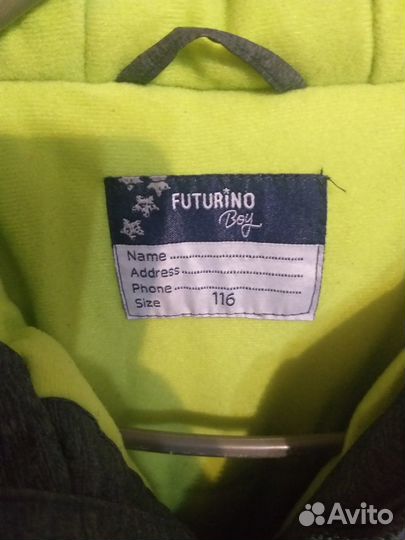 FUTURINO
Boy
Name
Address
Phone
Size 116
Avito